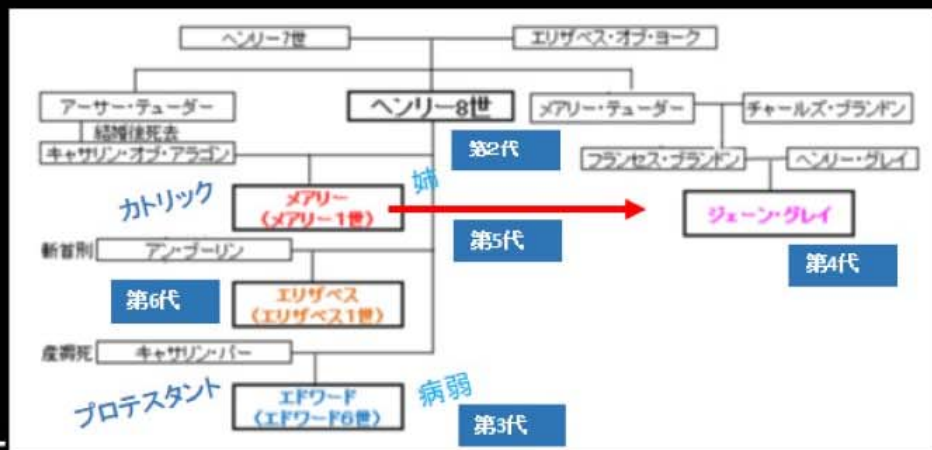 ヘンリー7世
エリザベス・オブ・ヨーク
アーサー・テューダー
ヘンリー8世
メアリー・テューダー
チャールズ・ブランドン
結婚後死去
キャサリン・オブ・アラゴン
第2代
フランセス・ブランドン
ヘンリー・グレイ
カトリック
メアリー
(メアリー1世)
姉
ジェーン・グレイ
斬首別
アン・ブーリン
第5代
第4代
第6代
エリザベス
(エリザベス1世)
産褥死
キャサリン・パー
プロテスタント
エドワード
(エドワード6世)
病弱
第3代